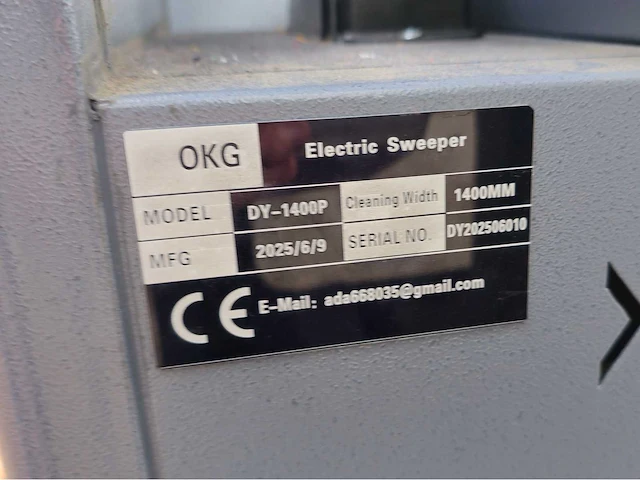 OKG Electric Sweeper
MODEL DY-1400P Cleaning Width 1400MM
MFG 2025/6/9 SERIAL NO. DY202506010
CE E-Mail: ada668035@gmail.com